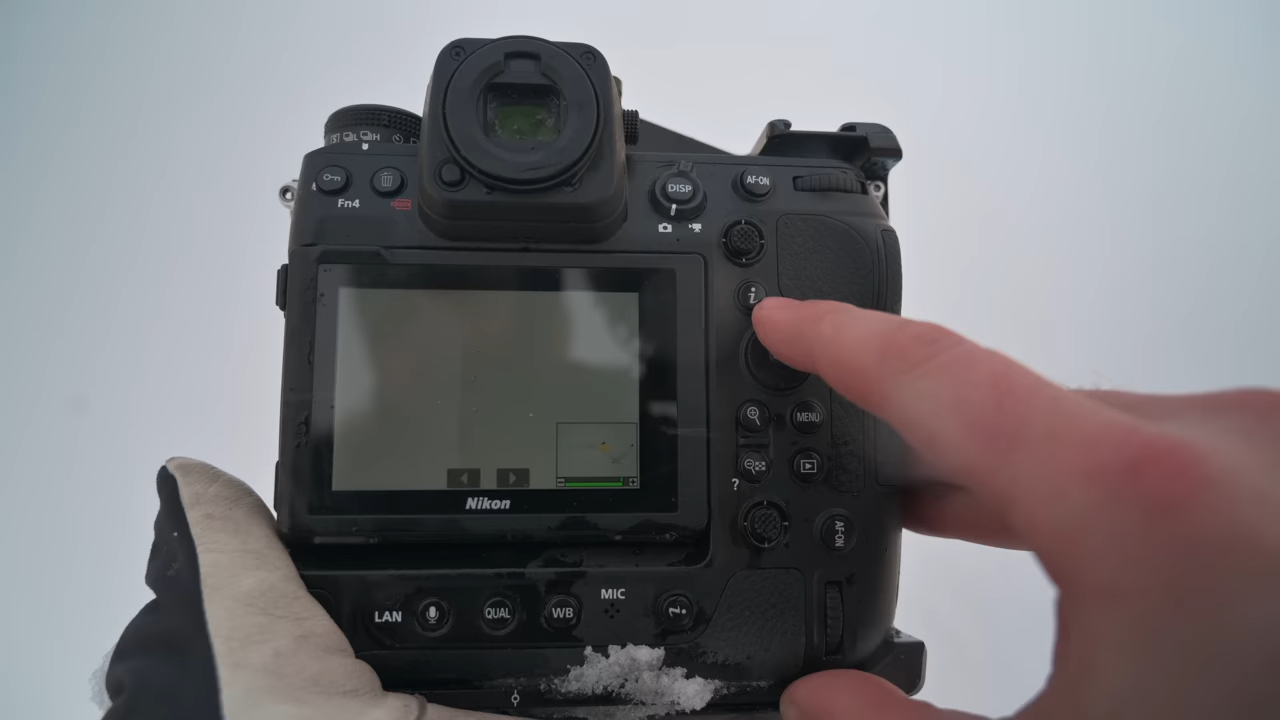 L H
DISP
AF-ON
Fn4
i
MENU
?
Nikon
AF-ON
MIC
LAN
QUAL
WB
i